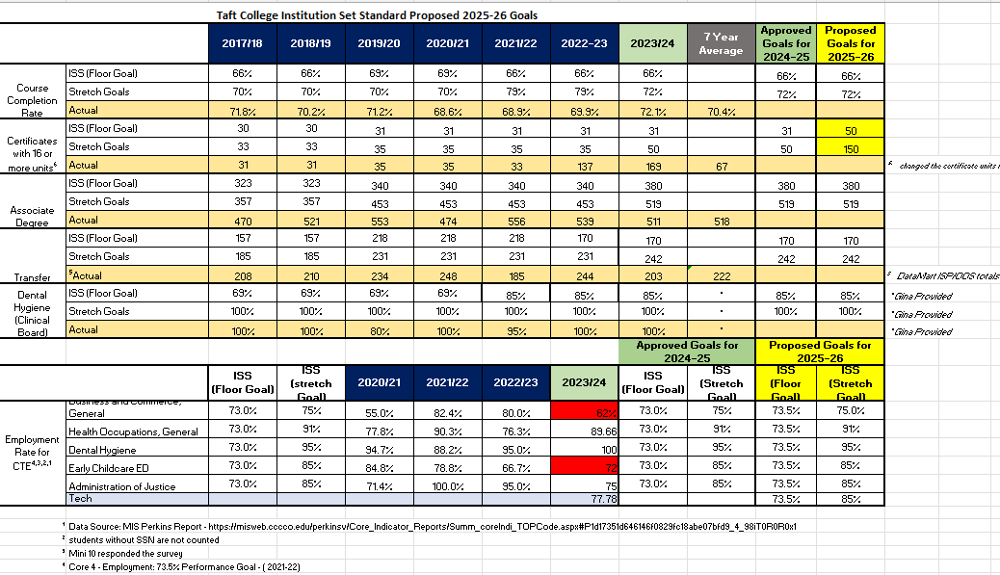 Taft College Institution Set Standard Proposed 2025-26 Goals
2017/18 2018/19 2019/20 2020/21 2021/22 2022-23 2023/24 7 Year Average Approved Goals for 2024-25 Proposed Goals for 2025-26
Course Completion Rate
ISS (Floor Goal) 66% 66% 69% 69% 66% 66% 66% 66% 66%
Stretch Goals 70% 70% 70% 70% 79% 79% 72% 72% 72%
Actual 71.8% 70.2% 71.2% 68.6% 68.9% 69.9% 72.1% 70.4%
Certificates with 16 or more units⁶
ISS (Floor Goal) 30 30 31 31 31 31 31 31 50
Stretch Goals 33 33 35 35 35 35 50 50 150
Actual 31 31 35 35 33 137 169 67 changed the certificate units
Associate Degree
ISS (Floor Goal) 323 323 340 340 340 340 380 380 380
Stretch Goals 357 357 453 453 453 453 519 519 519
Actual 470 521 553 474 556 539 511 518
Transfer
ISS (Floor Goal) 157 157 218 218 218 170 170 170 170
Stretch Goals 185 185 231 231 231 231 242 242 242
⁵Actual 208 210 234 248 185 244 203 222 ⁵ DataMart ISP/OOS totals
Dental Hygiene (Clinical Board)
ISS (Floor Goal) 69% 69% 69% 69% 85% 85% 85% * 85% 85% *Gina Provided
Stretch Goals 100% 100% 100% 100% 100% 100% 100% * 100% 100% *Gina Provided
Actual 100% 100% 80% 100% 95% 100% 100% * *Gina Provided
Approved Goals for 2024-25 Proposed Goals for 2025-26
ISS (Floor Goal) ISS (stretch Goal) 2020/21 2021/22 2022/23 2023/24 ISS (Floor Goal) ISS (Stretch Goal) ISS (Floor Goal) ISS (Stretch Goal)
Employment Rate for CTE⁴,³,²,¹
Business and Commerce, General 73.0% 75% 55.0% 82.4% 80.0% 62% 73.0% 75% 73.5% 75.0%
Health Occupations, General 73.0% 91% 77.8% 90.3% 76.3% 89.66 73.0% 91% 73.5% 91%
Dental Hygiene 73.0% 95% 94.7% 88.2% 95.0% 100 73.0% 95% 73.5% 95%
Early Childcare ED 73.0% 85% 84.8% 78.8% 66.7% 72 73.0% 85% 73.5% 85%
Administration of Justice 73.0% 85% 71.4% 100.0% 95.0% 75 73.0% 85% 73.5% 85%
Tech 77.78 73.5% 85%
¹ Data Source: MIS Perkins Report - https://misweb.cccco.edu/perkinsv/Core_Indicator_Reports/Summ_coreIndi_TOPCode.aspx#P1d17351d646146f0829fc18abe07bfd9_4_98iT0R0R0x1
² students without SSN are not counted
³ Mini 10 responded the survey
⁴ Core 4 - Employment: 73.5% Performance Goal - ( 2021-22)